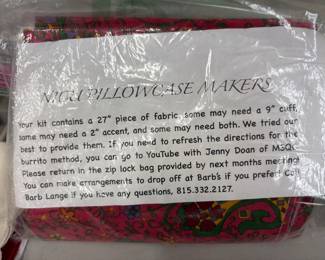 NICU PILLOWCASE MAKERS
Your kit contains a 27" piece of fabric, some may need a 9" cuff,
some may need a 2" accent, and some may need both. We tried our
best to provide them. If you need to refresh the directions for the
burrito method, you can go to YouTube with Jenny Doan of MSQC.
Please return in the zip lock bag provided by next months meeting.
You can make arrangements to drop off at Barb's if you prefer. Call
Barb Lange if you have any questions, 815.332.2127.